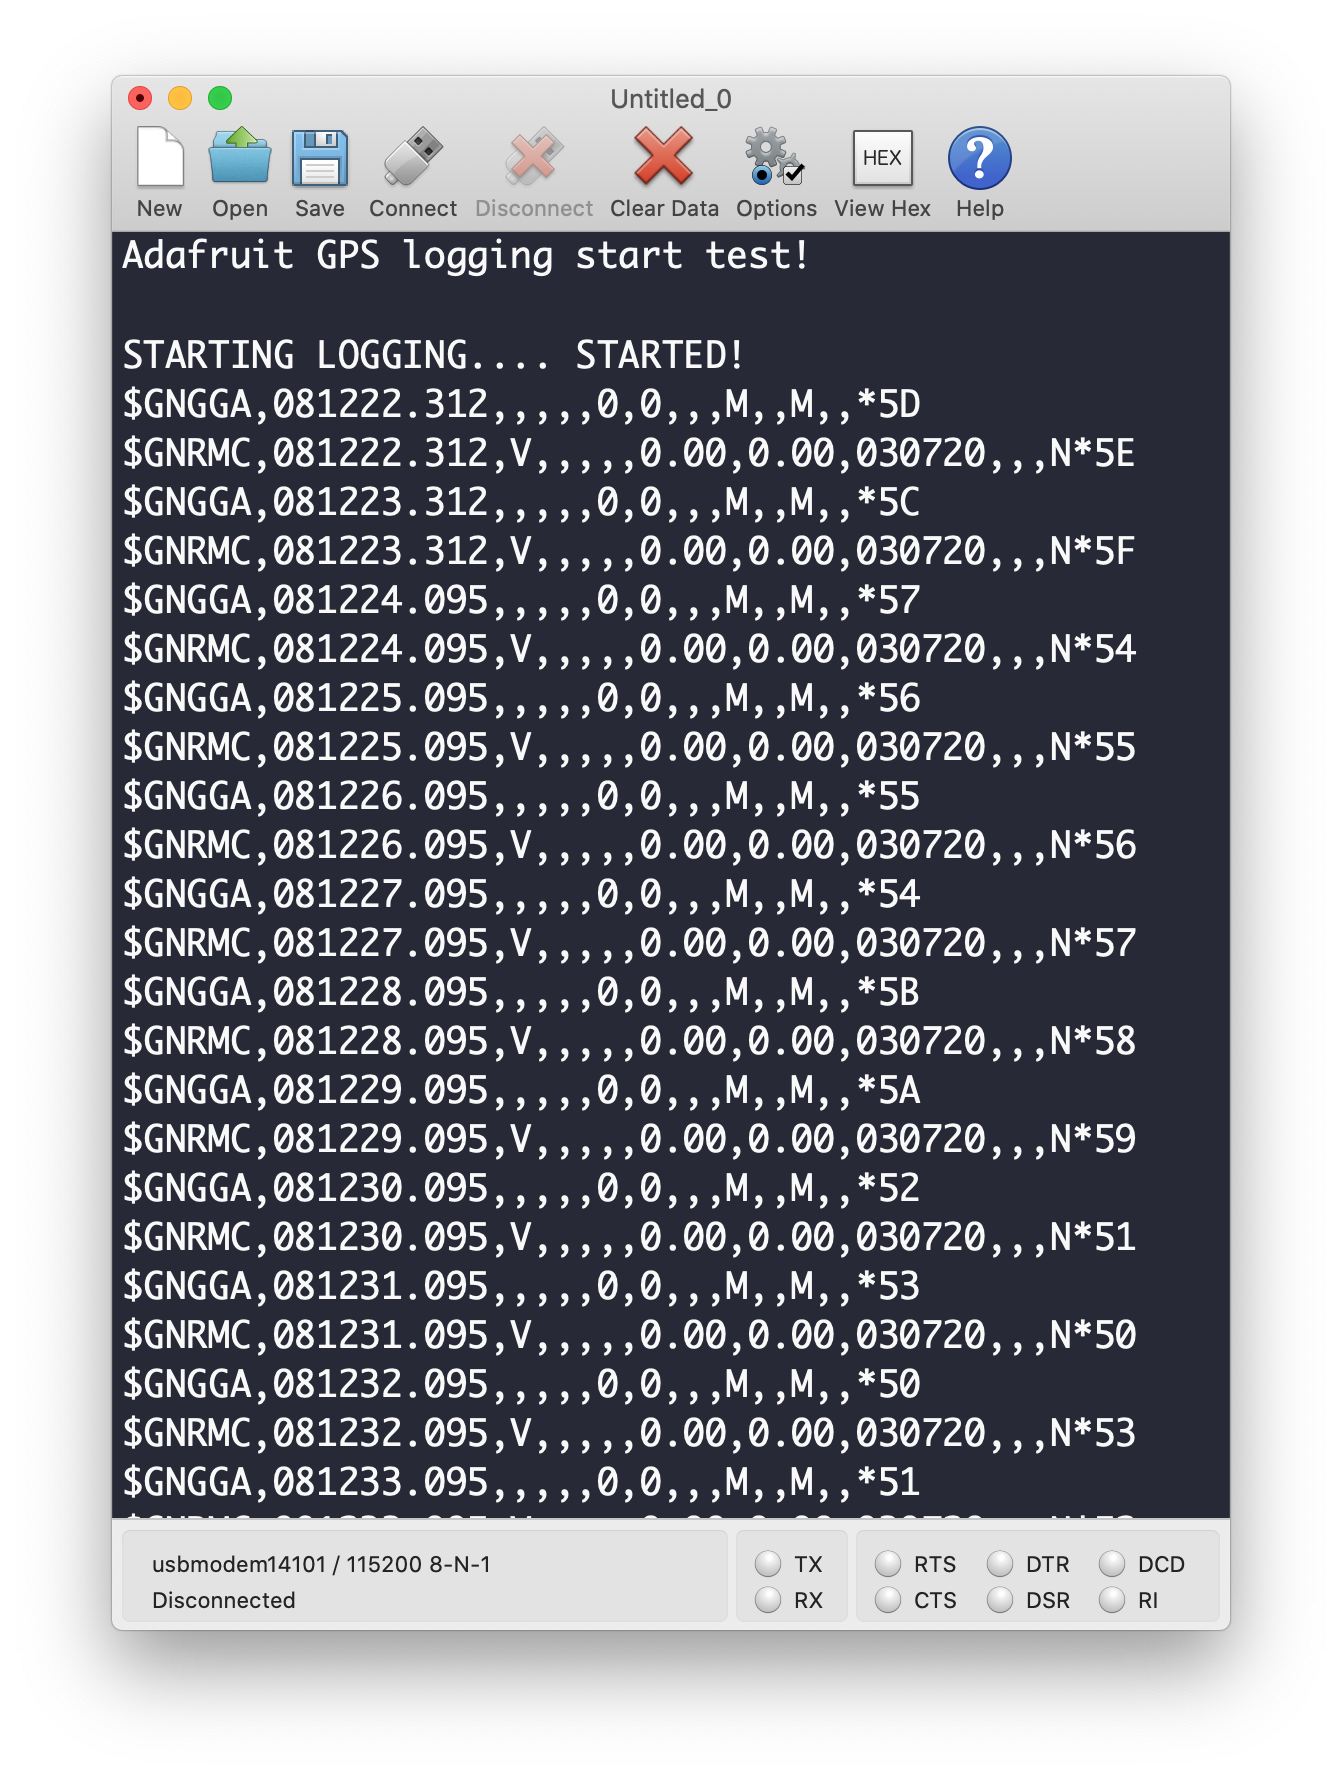 Untitled_0
New Open Save Connect Disconnect Clear Data Options HEX View Hex Help
Adafruit GPS logging start test!
STARTING LOGGING.... STARTED!
$GNGGA,081222.312,,,,,0,0,,,M,,M,,*5D
$GNRMC,081222.312,V,,,,,0.00,0.00,030720,,,N*5E
$GNGGA,081223.312,,,,,0,0,,,M,,M,,*5C
$GNRMC,081223.312,V,,,,,0.00,0.00,030720,,,N*5F
$GNGGA,081224.095,,,,,0,0,,,M,,M,,*57
$GNRMC,081224.095,V,,,,,0.00,0.00,030720,,,N*54
$GNGGA,081225.095,,,,,0,0,,,M,,M,,*56
$GNRMC,081225.095,V,,,,,0.00,0.00,030720,,,N*55
$GNGGA,081226.095,,,,,0,0,,,M,,M,,*55
$GNRMC,081226.095,V,,,,,0.00,0.00,030720,,,N*56
$GNGGA,081227.095,,,,,0,0,,,M,,M,,*54
$GNRMC,081227.095,V,,,,,0.00,0.00,030720,,,N*57
$GNGGA,081228.095,,,,,0,0,,,M,,M,,*5B
$GNRMC,081228.095,V,,,,,0.00,0.00,030720,,,N*58
$GNGGA,081229.095,,,,,0,0,,,M,,M,,*5A
$GNRMC,081229.095,V,,,,,0.00,0.00,030720,,,N*59
$GNGGA,081230.095,,,,,0,0,,,M,,M,,*52
$GNRMC,081230.095,V,,,,,0.00,0.00,030720,,,N*51
$GNGGA,081231.095,,,,,0,0,,,M,,M,,*53
$GNRMC,081231.095,V,,,,,0.00,0.00,030720,,,N*50
$GNGGA,081232.095,,,,,0,0,,,M,,M,,*50
$GNRMC,081232.095,V,,,,,0.00,0.00,030720,,,N*53
$GNGGA,081233.095,,,,,0,0,,,M,,M,,*51
usbmodem14101 / 115200 8-N-1
Disconnected
TX RTS DTR DCD
RX CTS DSR RI